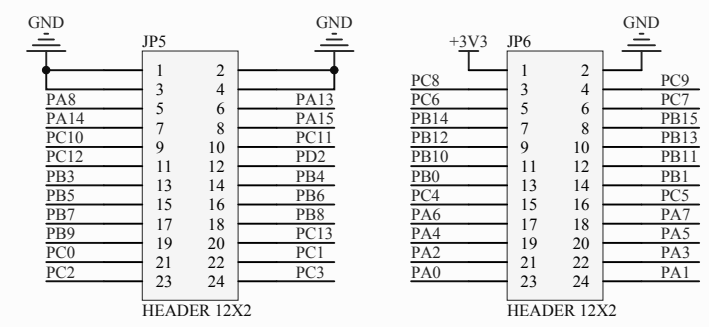 GND GND
JP5
1 2
3 4
PA8 5 6 PA13
PA14 7 8 PA15
PC10 9 10 PC11
PC12 11 12 PD2
PB3 13 14 PB4
PB5 15 16 PB6
PB7 17 18 PB8
PB9 19 20 PC13
PC0 21 22 PC1
PC2 23 24 PC3
HEADER 12X2
GND
+3V3 JP6
1 2
PC8 3 4 PC9
PC6 5 6 PC7
PB14 7 8 PB15
PB12 9 10 PB13
PB10 11 12 PB11
PB0 13 14 PB1
PC4 15 16 PC5
PA6 17 18 PA7
PA4 19 20 PA5
PA2 21 22 PA3
PA0 23 24 PA1
HEADER 12X2